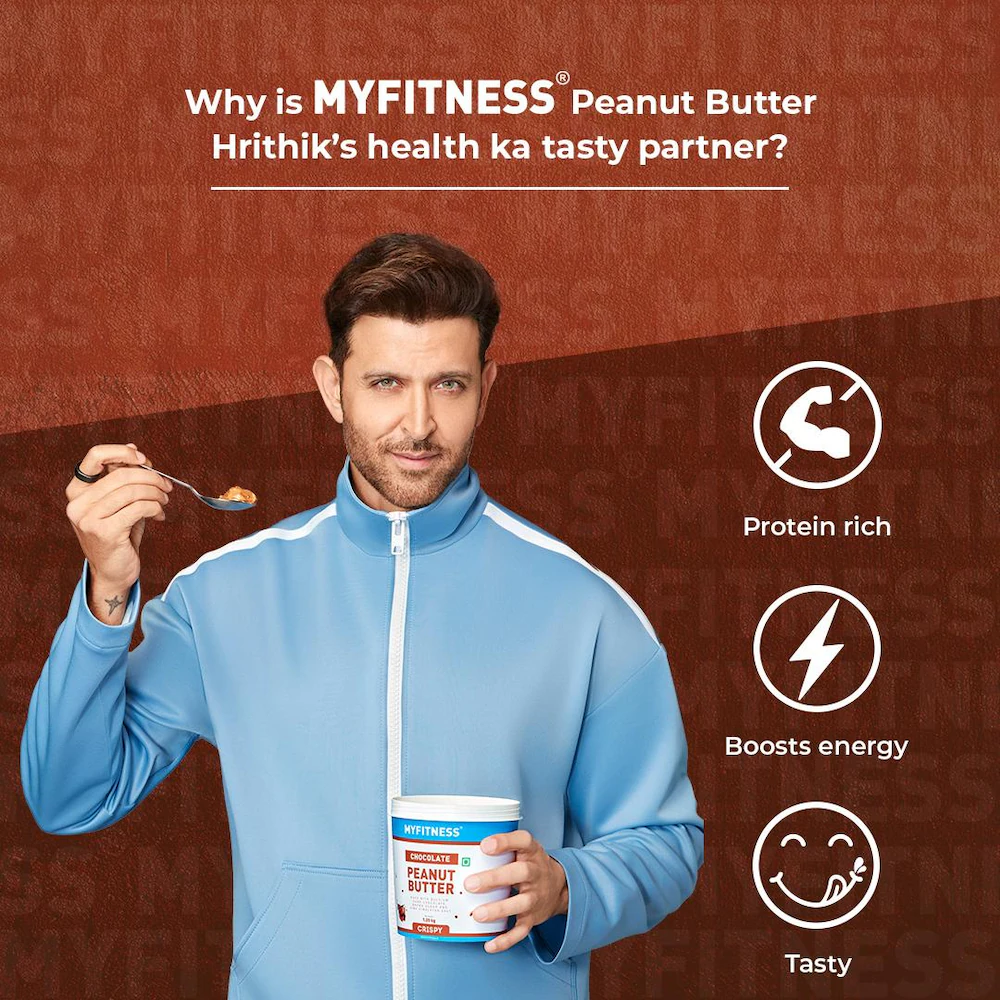 Why is MYFITNESS® Peanut Butter
Hrithik's health ka tasty partner?
Protein rich
Boosts energy
MYFITNESS
CHOCOLATE
PEANUT
BUTTER
CRISPY
Tasty